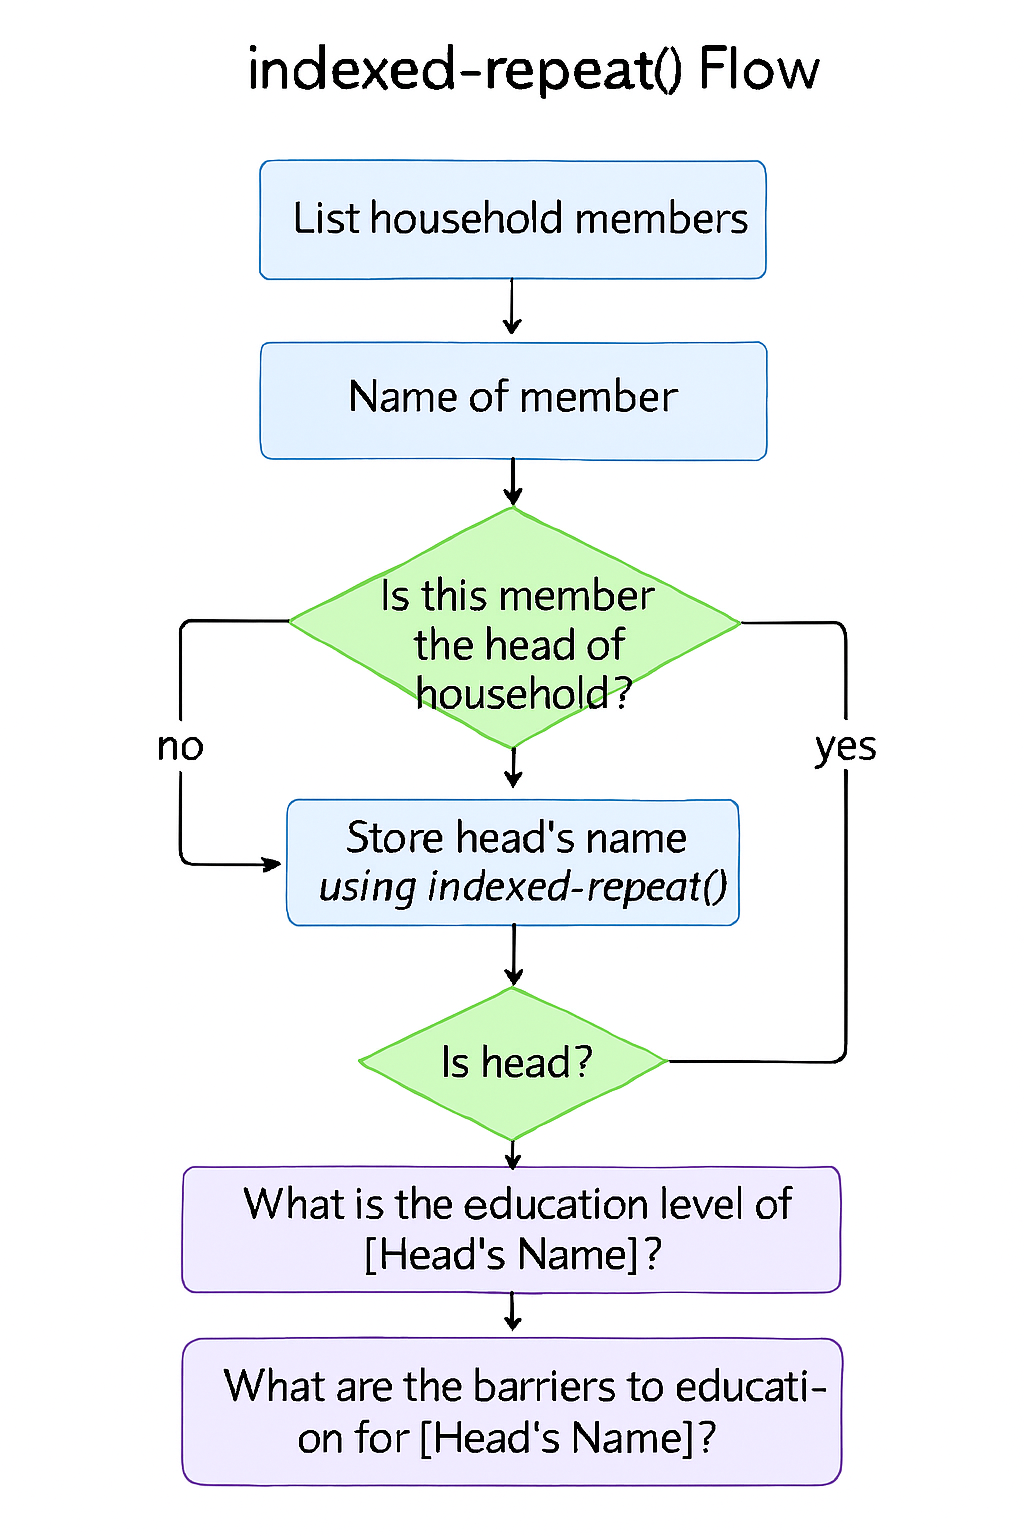 indexed-repeat() Flow
List household members
Name of member
Is this member
the head of
household?
no
yes
Store head's name
using indexed-repeat()
Is head?
What is the education level of
[Head's Name]?
What are the barriers to educati-
on for [Head's Name]?